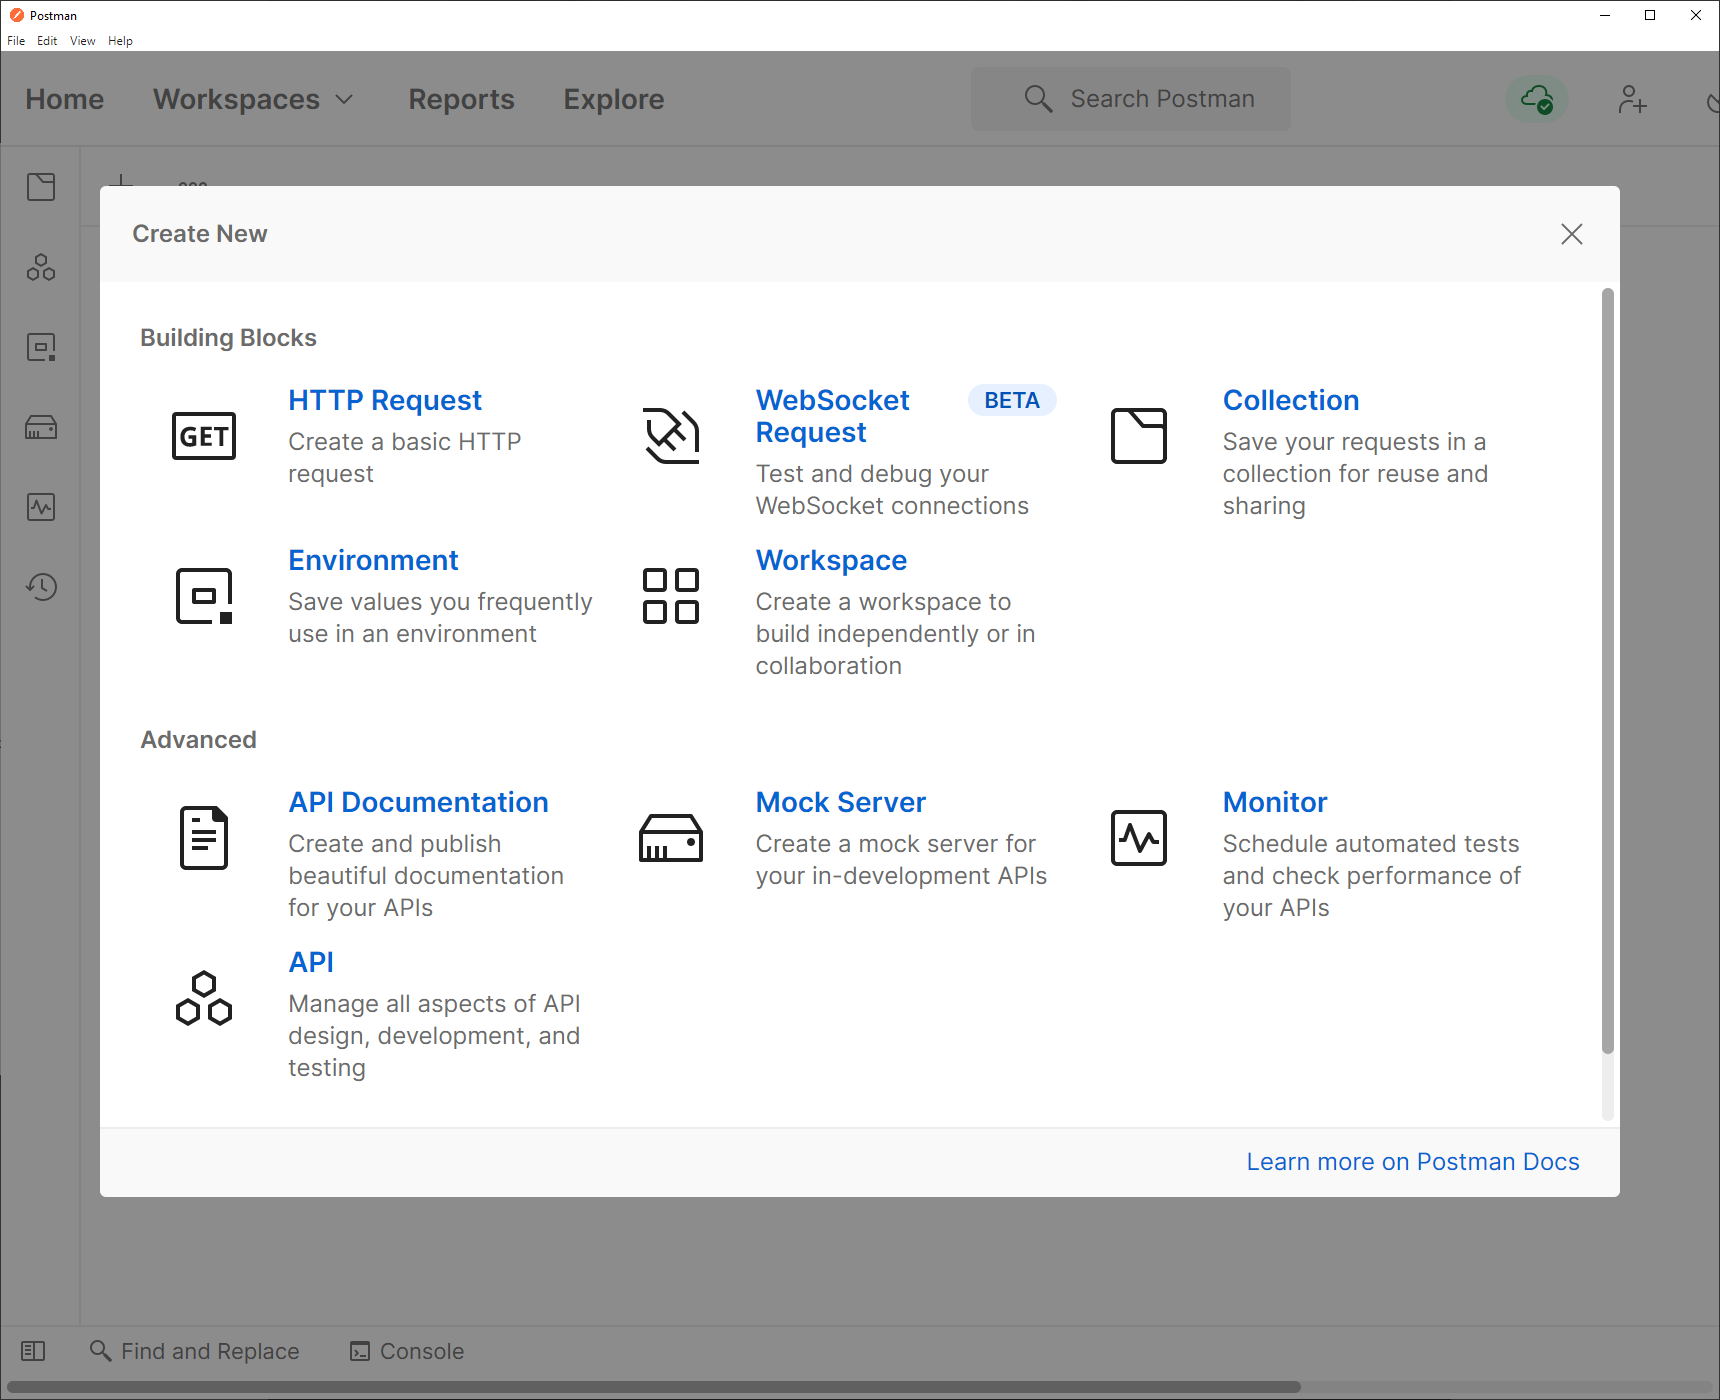 Postman
File Edit View Help
Home Workspaces Reports Explore Search Postman
Create New
Building Blocks
GET
HTTP Request
Create a basic HTTP
request
WebSocket
Request
BETA
Test and debug your
WebSocket connections
Collection
Save your requests in a
collection for reuse and
sharing
Environment
Save values you frequently
use in an environment
Workspace
Create a workspace to
build independently or in
collaboration
Advanced
API Documentation
Create and publish
beautiful documentation
for your APIs
Mock Server
Create a mock server for
your in-development APIs
Monitor
Schedule automated tests
and check performance of
your APIs
API
Manage all aspects of API
design, development, and
testing
Learn more on Postman Docs
Find and Replace Console